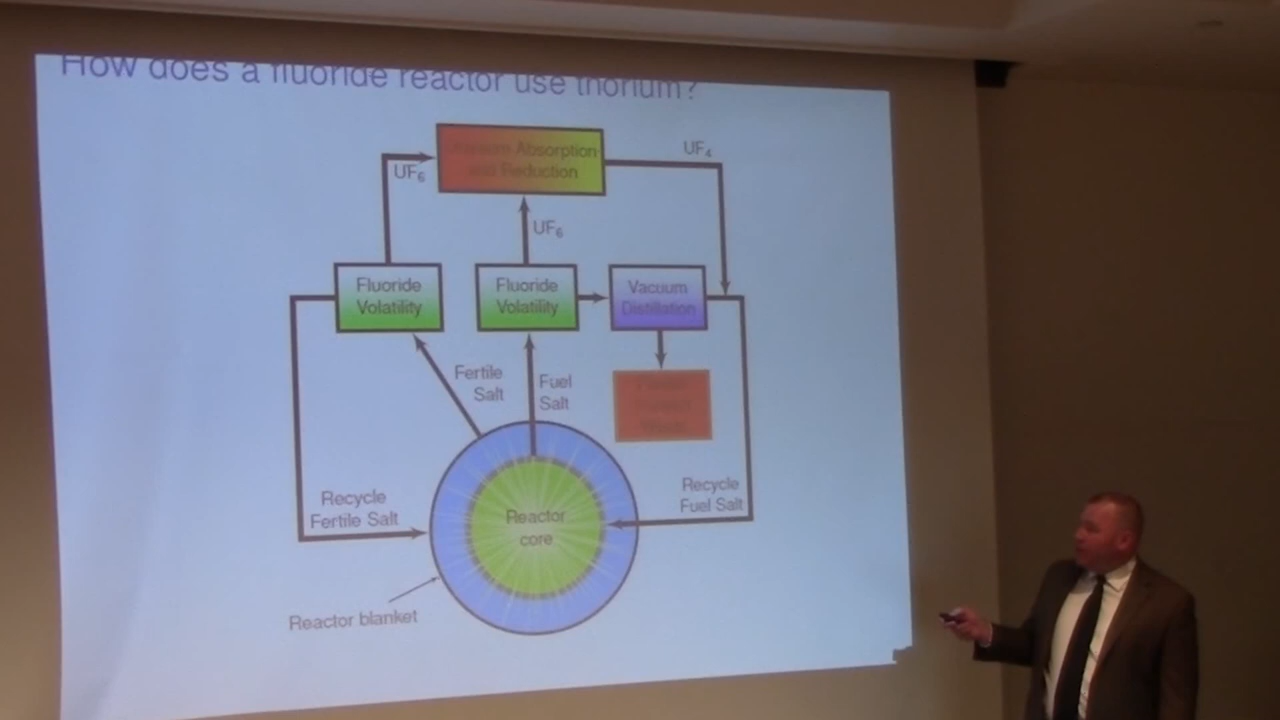 How does a fluoride reactor use thorium?
Absorption
and Reduction
UF₄
UF₆
UF₆
Fluoride
Volatility
Fluoride
Volatility
Vacuum
Distillation
Fertile
Salt
Fuel
Salt
Recycle
Fertile Salt
Reactor
core
Recycle
Fuel Salt
Reactor blanket